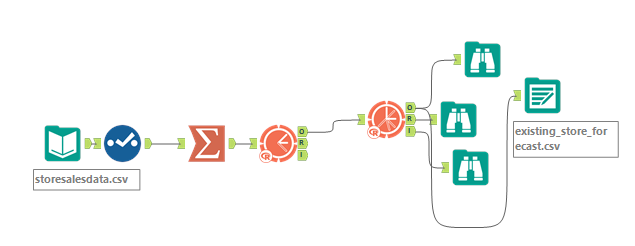 O
R
I
O
R
I
storesalesdata.csv
existing_store_for
ecast.csv